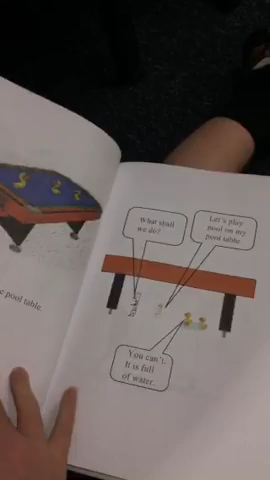 e pool table.
What shall
we do?
Let's play
pool on my
pool table.
You can't.
It is full
of water.